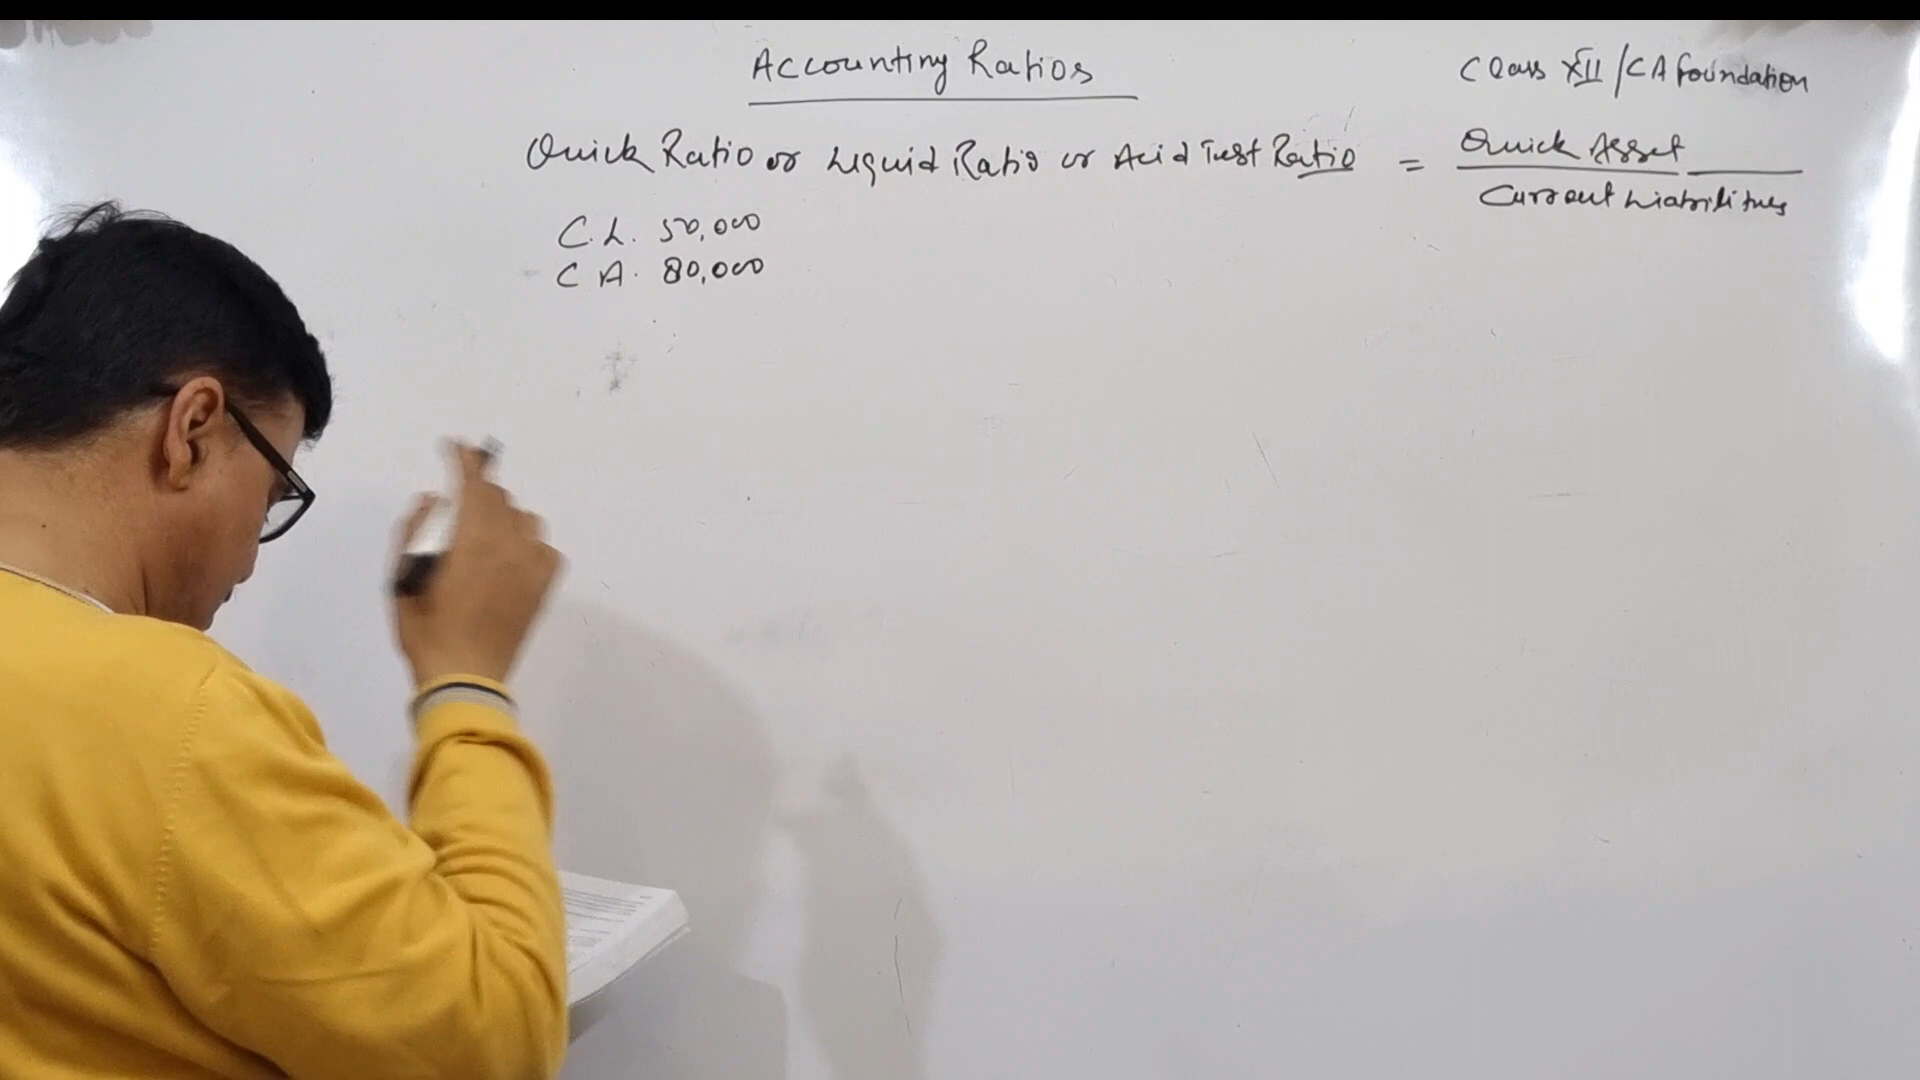 Accounting Ratios
Class XII / CA foundation
Quick Ratio or Liquid Ratio or Acid Test Ratio = Quick Asset
Current Liabilities
C.L. 50,000
C A. 80,000